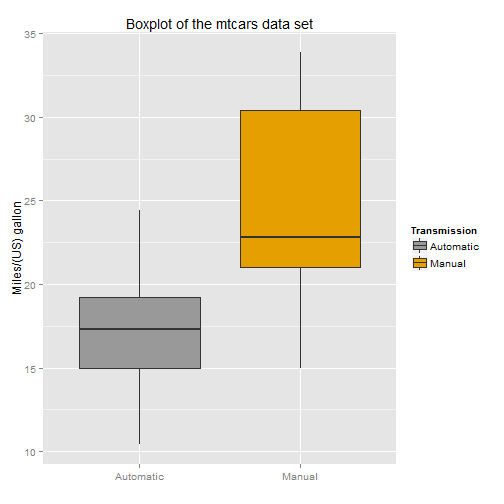 Boxplot of the mtcars data set
35
30
25
20
15
10
Miles/(US) gallon
Automatic
Manual
Transmission
Automatic
Manual